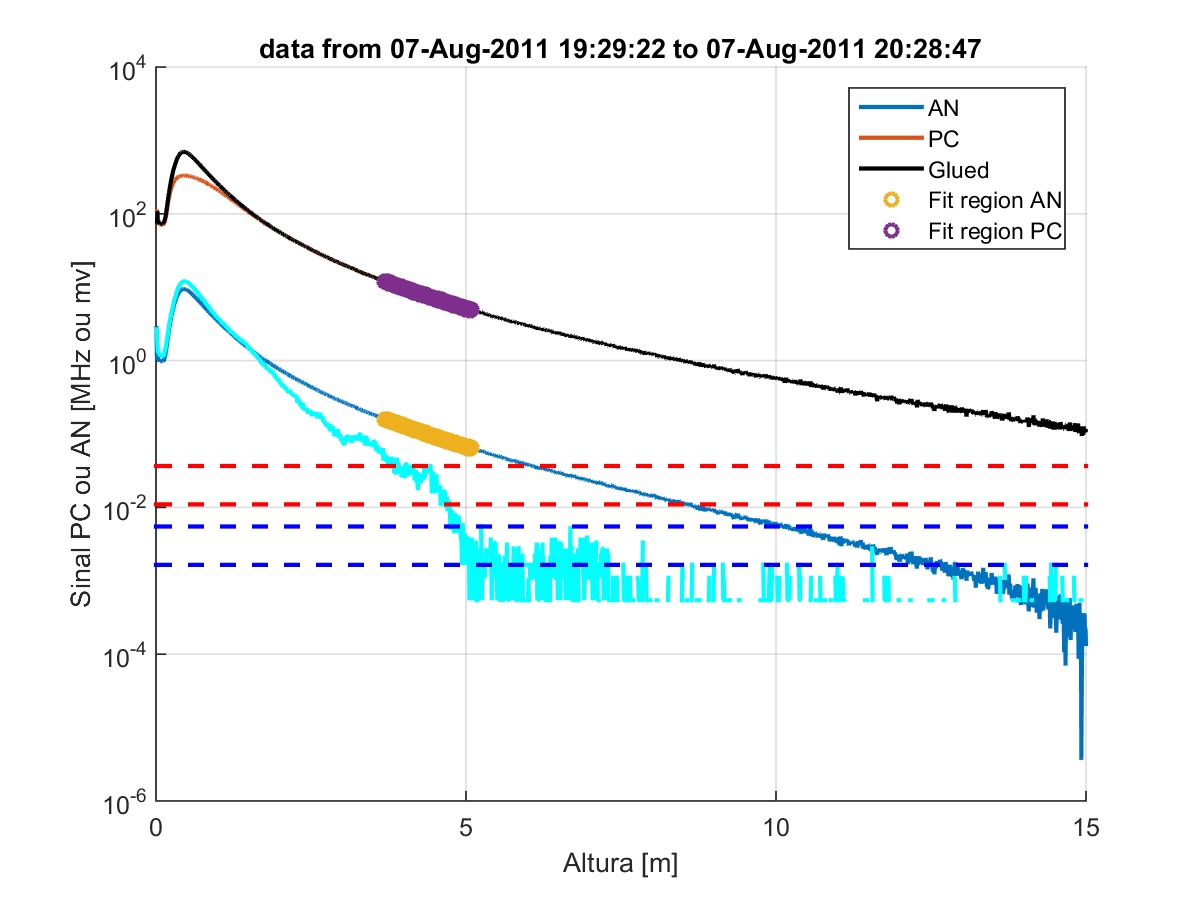 data from 07-Aug-2011 19:29:22 to 07-Aug-2011 20:28:47
Sinal PC ou AN [MHz ou mv]
10^4
10^2
10^0
10^-2
10^-4
10^-6
AN
PC
Glued
Fit region AN
Fit region PC
0 5 10 15
Altura [m]